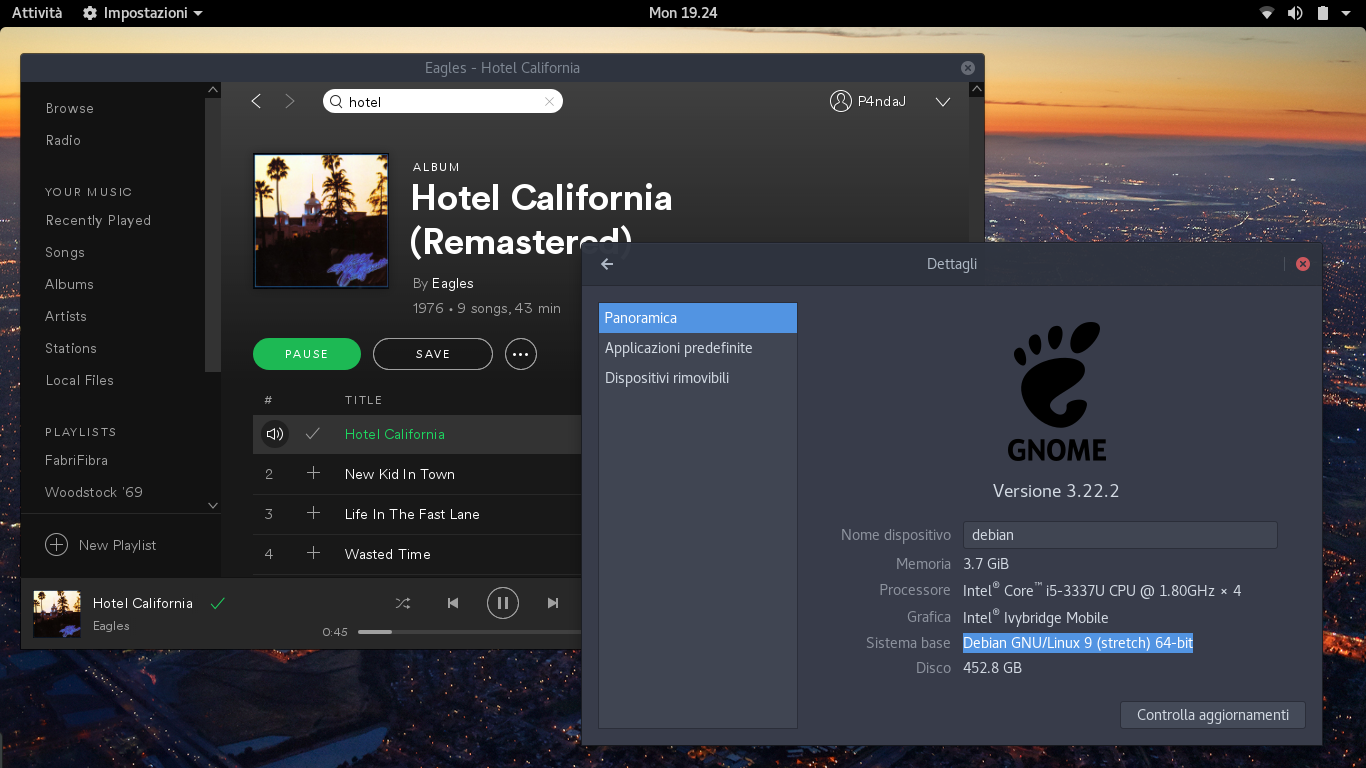 Attività
Impostazioni
Mon 19.24
Eagles - Hotel California
Browse
Radio
YOUR MUSIC
Recently Played
Songs
Albums
Artists
Stations
Local Files
PLAYLISTS
FabriFibra
Woodstock '69
New Playlist
hotel
P4ndaJ
ALBUM
Hotel California
(Remastered)
By Eagles
1976 • 9 songs, 43 min
PAUSE
SAVE
# TITLE
Hotel California
2 New Kid In Town
3 Life In The Fast Lane
4 Wasted Time
Hotel California
Eagles
0:45
Dettagli
Panoramica
Applicazioni predefinite
Dispositivi rimovibili
GNOME
Versione 3.22.2
Nome dispositivo debian
Memoria 3.7 GiB
Processore Intel® Core™ i5-3337U CPU @ 1.80GHz × 4
Grafica Intel® Ivybridge Mobile
Sistema base Debian GNU/Linux 9 (stretch) 64-bit
Disco 452.8 GB
Controlla aggiornamenti